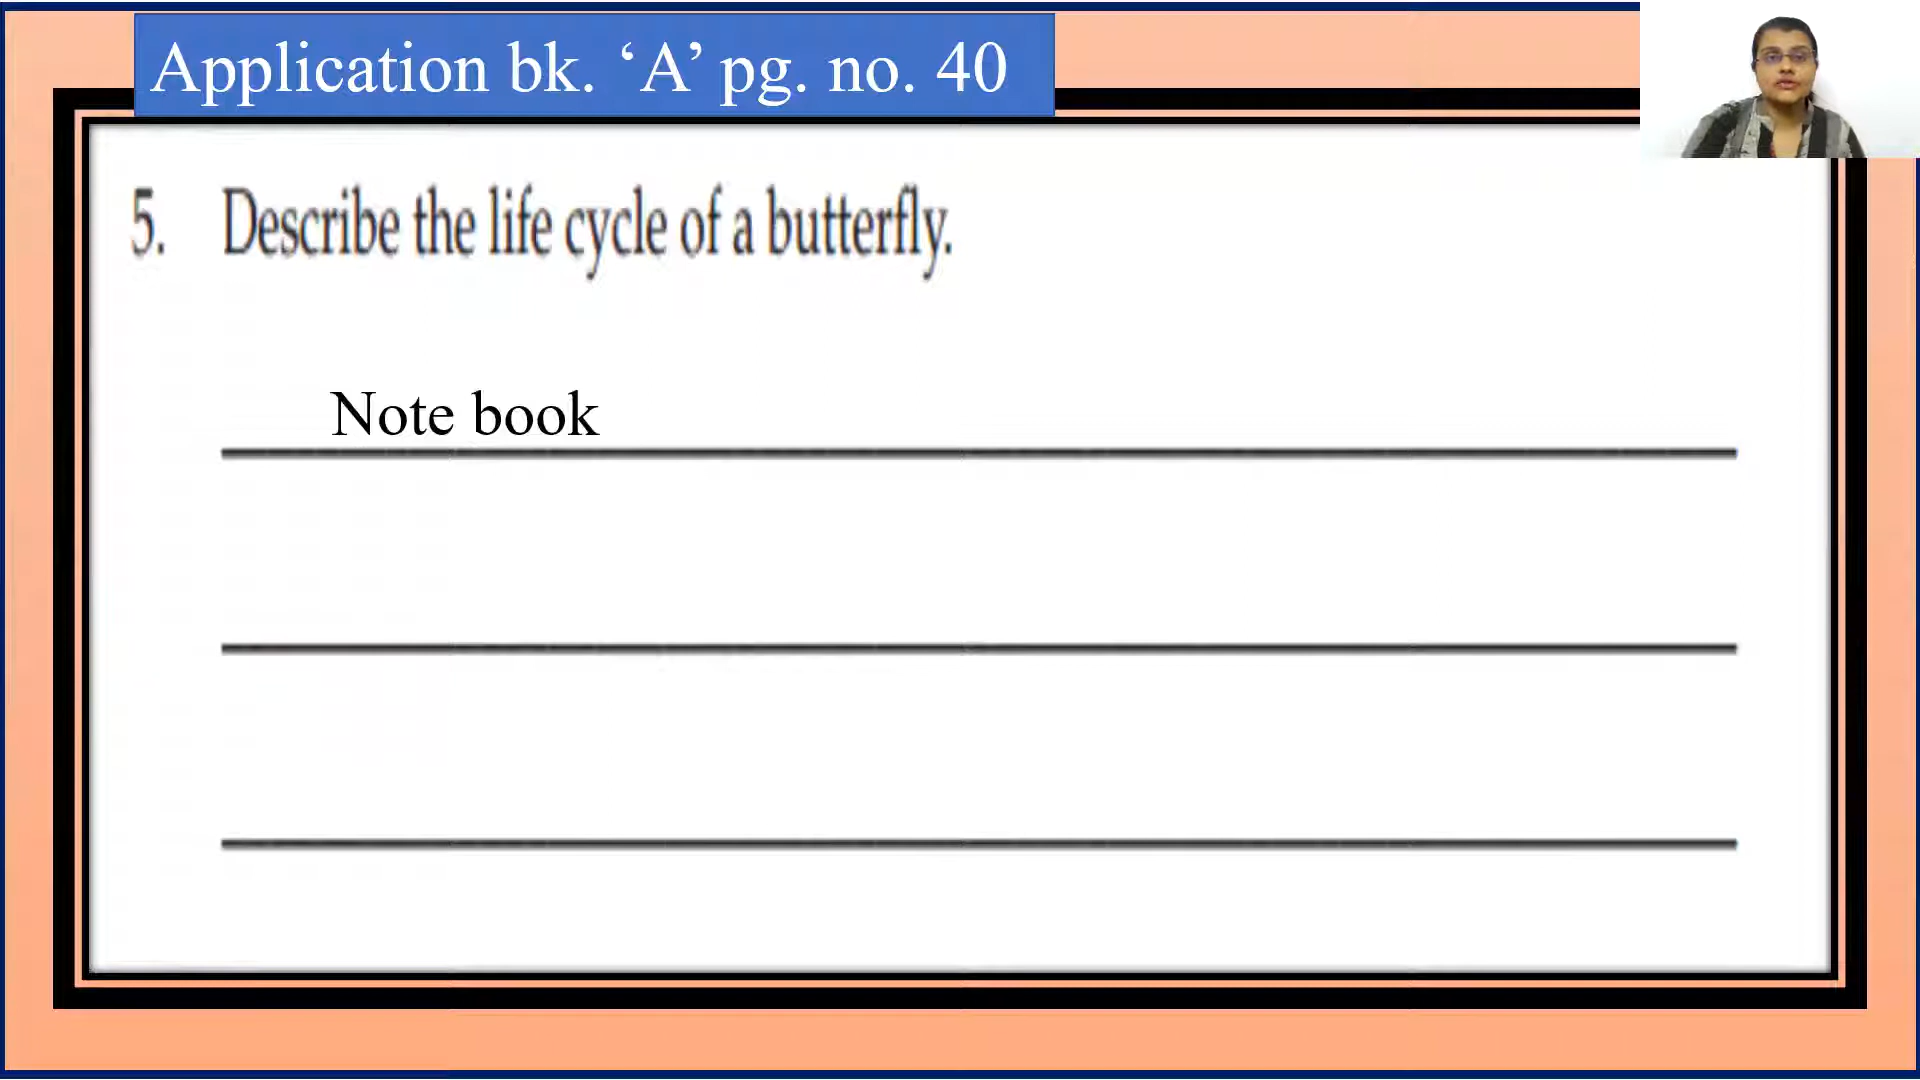 Application bk. ‘A’ pg. no. 40
5. Describe the life cycle of a butterfly.
Note book